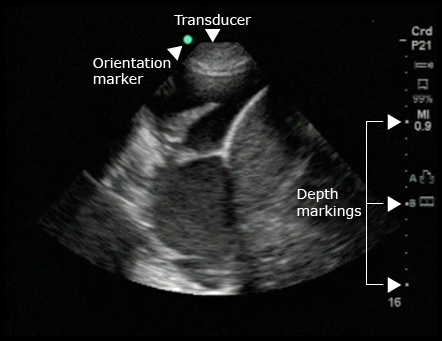 Transducer
Orientation
marker
Crd
P21
99%
MI
0.9
Depth
markings
A
B
16